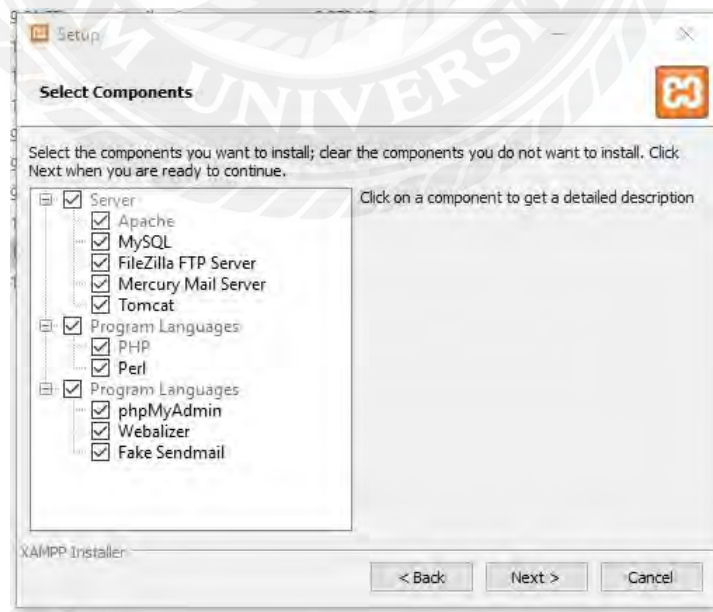 Setup
Select Components
UNIVERSI
Select the components you want to install; clear the components you do not want to install. Click
Next when you are ready to continue.
Server
Apache
MySQL
FileZilla FTP Server
Mercury Mail Server
Tomcat
Program Languages
PHP
Perl
Program Languages
phpMyAdmin
Webalizer
Fake Sendmail
Click on a component to get a detailed description
XAMPP Installer
< Back
Next >
Cancel